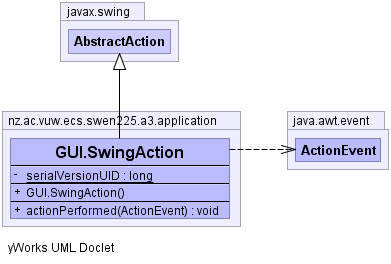 javax.swing
AbstractAction
nz.ac.vuw.ecs.swen225.a3.application
java.awt.event
GUI.SwingAction
ActionEvent
- serialVersionUID : long
+ GUI.SwingAction()
+ actionPerformed(ActionEvent) : void
yWorks UML Doclet